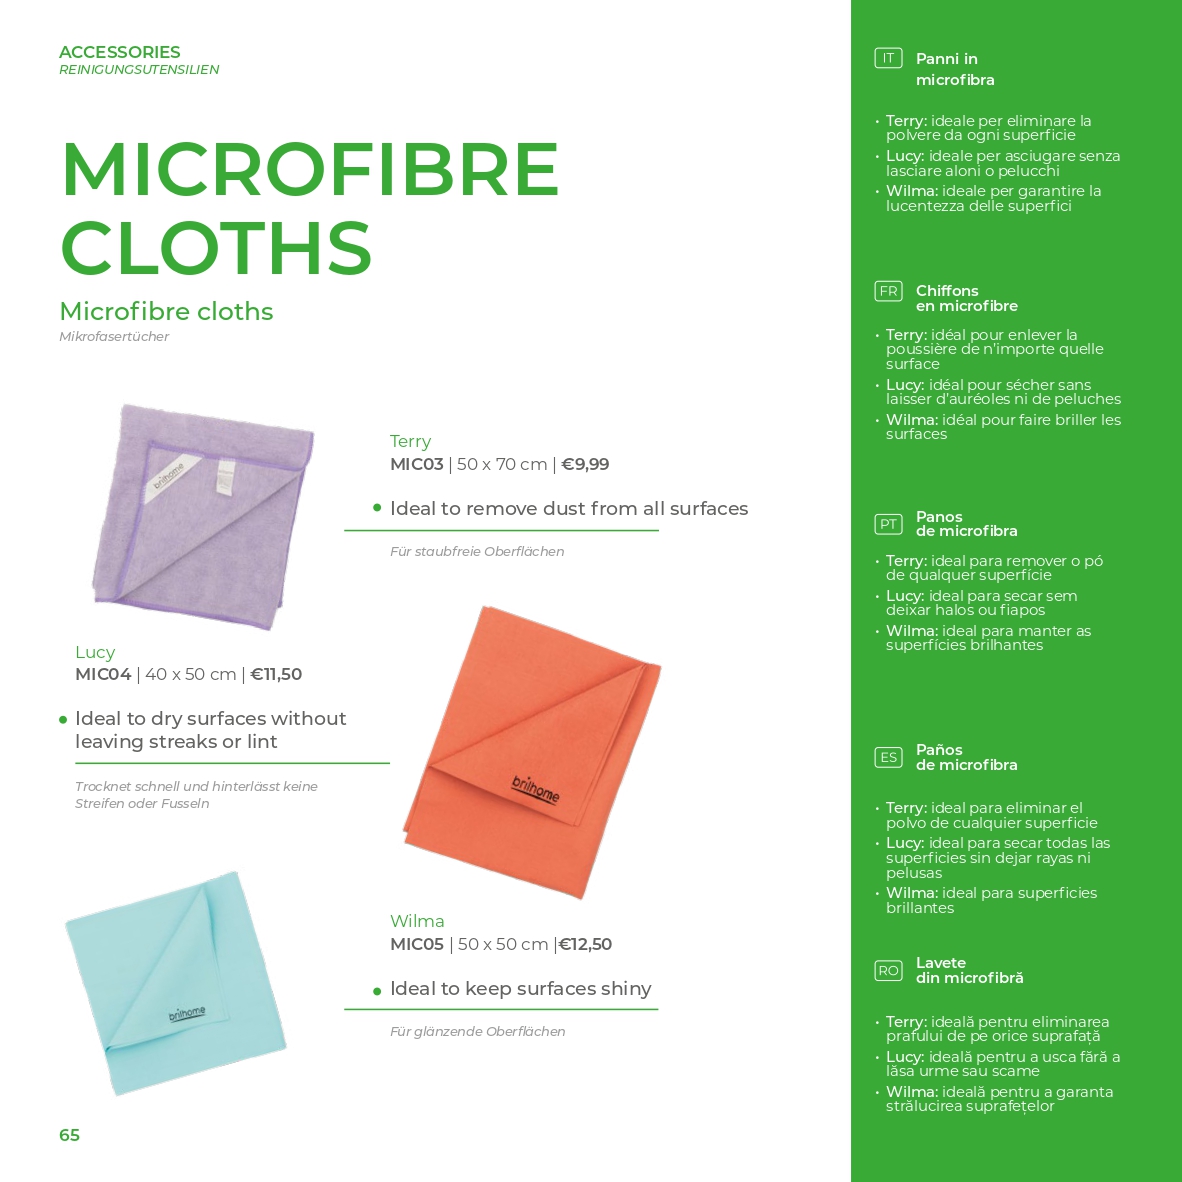 ACCESSORIES
REINIGUNGSUTENSILIEN
MICROFIBRE
CLOTHS
Microfibre cloths
Mikrofasertücher
brilhome
Terry
MIC03 | 50 x 70 cm | €9,99
• Ideal to remove dust from all surfaces
Für staubfreie Oberflächen
Lucy
MIC04 | 40 x 50 cm | €11,50
• Ideal to dry surfaces without
leaving streaks or lint
Trocknet schnell und hinterlässt keine
Streifen oder Fusseln
brilhome
brilhome
Wilma
MIC05 | 50 x 50 cm |€12,50
• Ideal to keep surfaces shiny
Für glänzende Oberflächen
65
IT Panni in
microfibra
• Terry: ideale per eliminare la
polvere da ogni superficie
• Lucy: ideale per asciugare senza
lasciare aloni o pelucchi
• Wilma: ideale per garantire la
lucentezza delle superfici
FR Chiffons
en microfibre
• Terry: idéal pour enlever la
poussière de n'importe quelle
surface
• Lucy: idéal pour sécher sans
laisser d'auréoles ni de peluches
• Wilma: idéal pour faire briller les
surfaces
PT Panos
de microfibra
• Terry: ideal para remover o pó
de qualquer superfície
• Lucy: ideal para secar sem
deixar halos ou fiapos
• Wilma: ideal para manter as
superfícies brilhantes
ES Paños
de microfibra
• Terry: ideal para eliminar el
polvo de cualquier superficie
• Lucy: ideal para secar todas las
superficies sin dejar rayas ni
pelusas
• Wilma: ideal para superficies
brillantes
RO Lavete
din microfibră
• Terry: ideală pentru eliminarea
prafului de pe orice suprafață
• Lucy: ideală pentru a usca fără a
lăsa urme sau scame
• Wilma: ideală pentru a garanta
strălucirea suprafețelor